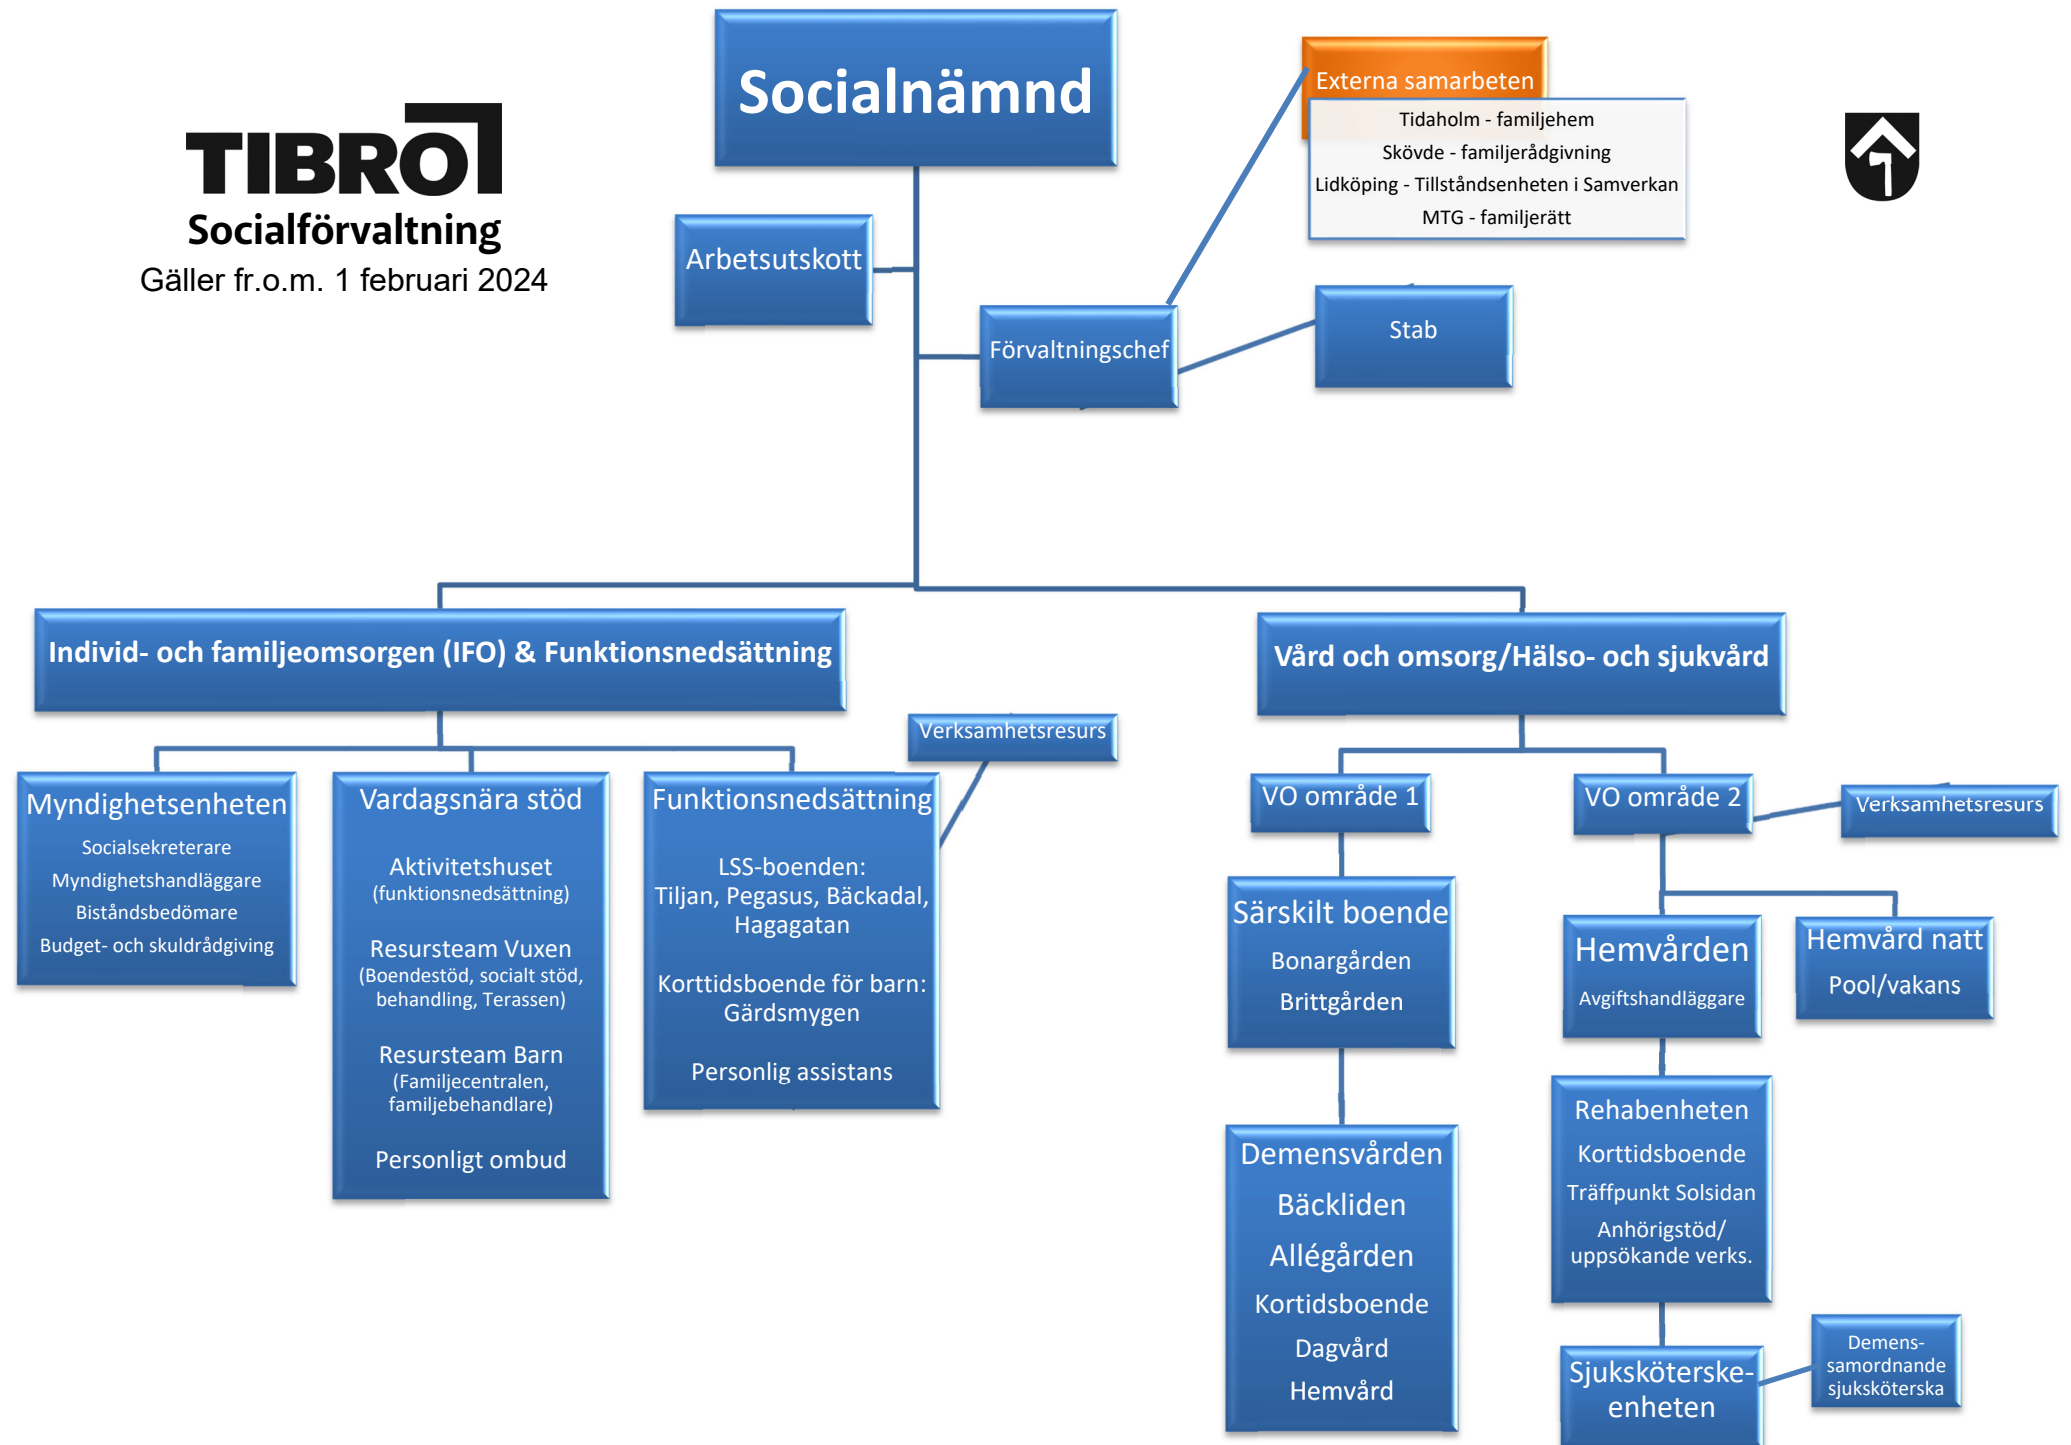 TIBRO
Socialförvaltning
Gäller fr.o.m. 1 februari 2024
Socialnämnd
Externa samarbeten
Tidaholm - familjehem
Skövde - familjerådgivning
Lidköping - Tillståndsenheten i Samverkan
MTG - familjerätt
Arbetsutskott
Förvaltningschef
Stab
Individ- och familjeomsorgen (IFO) & Funktionsnedsättning
Vård och omsorg/Hälso- och sjukvård
Myndighetsenheten
Socialsekreterare
Myndighetshandläggare
Biståndsbedömare
Budget- och skuldrådgiving
Vardagsnära stöd
Aktivitetshuset
(funktionsnedsättning)
Resursteam Vuxen
(Boendestöd, socialt stöd,
behandling, Terassen)
Resursteam Barn
(Familjecentralen,
familjebehandlare)
Personligt ombud
Funktionsnedsättning
LSS-boenden:
Tiljan, Pegasus, Bäckadal,
Hagagatan
Korttidsboende för barn:
Gärdsmygen
Personlig assistans
Verksamhetsresurs
VO område 1
Särskilt boende
Bonargården
Brittgården
Demensvården
Bäckliden
Allégården
Kortidsboende
Dagvård
Hemvård
VO område 2
Verksamhetsresurs
Hemvården
Avgiftshandläggare
Hemvård natt
Pool/vakans
Rehabenheten
Korttidsboende
Träffpunkt Solsidan
Anhörigstöd/
uppsökande verks.
Sjuksköterske-
enheten
Demens-
samordnande
sjuksköterska